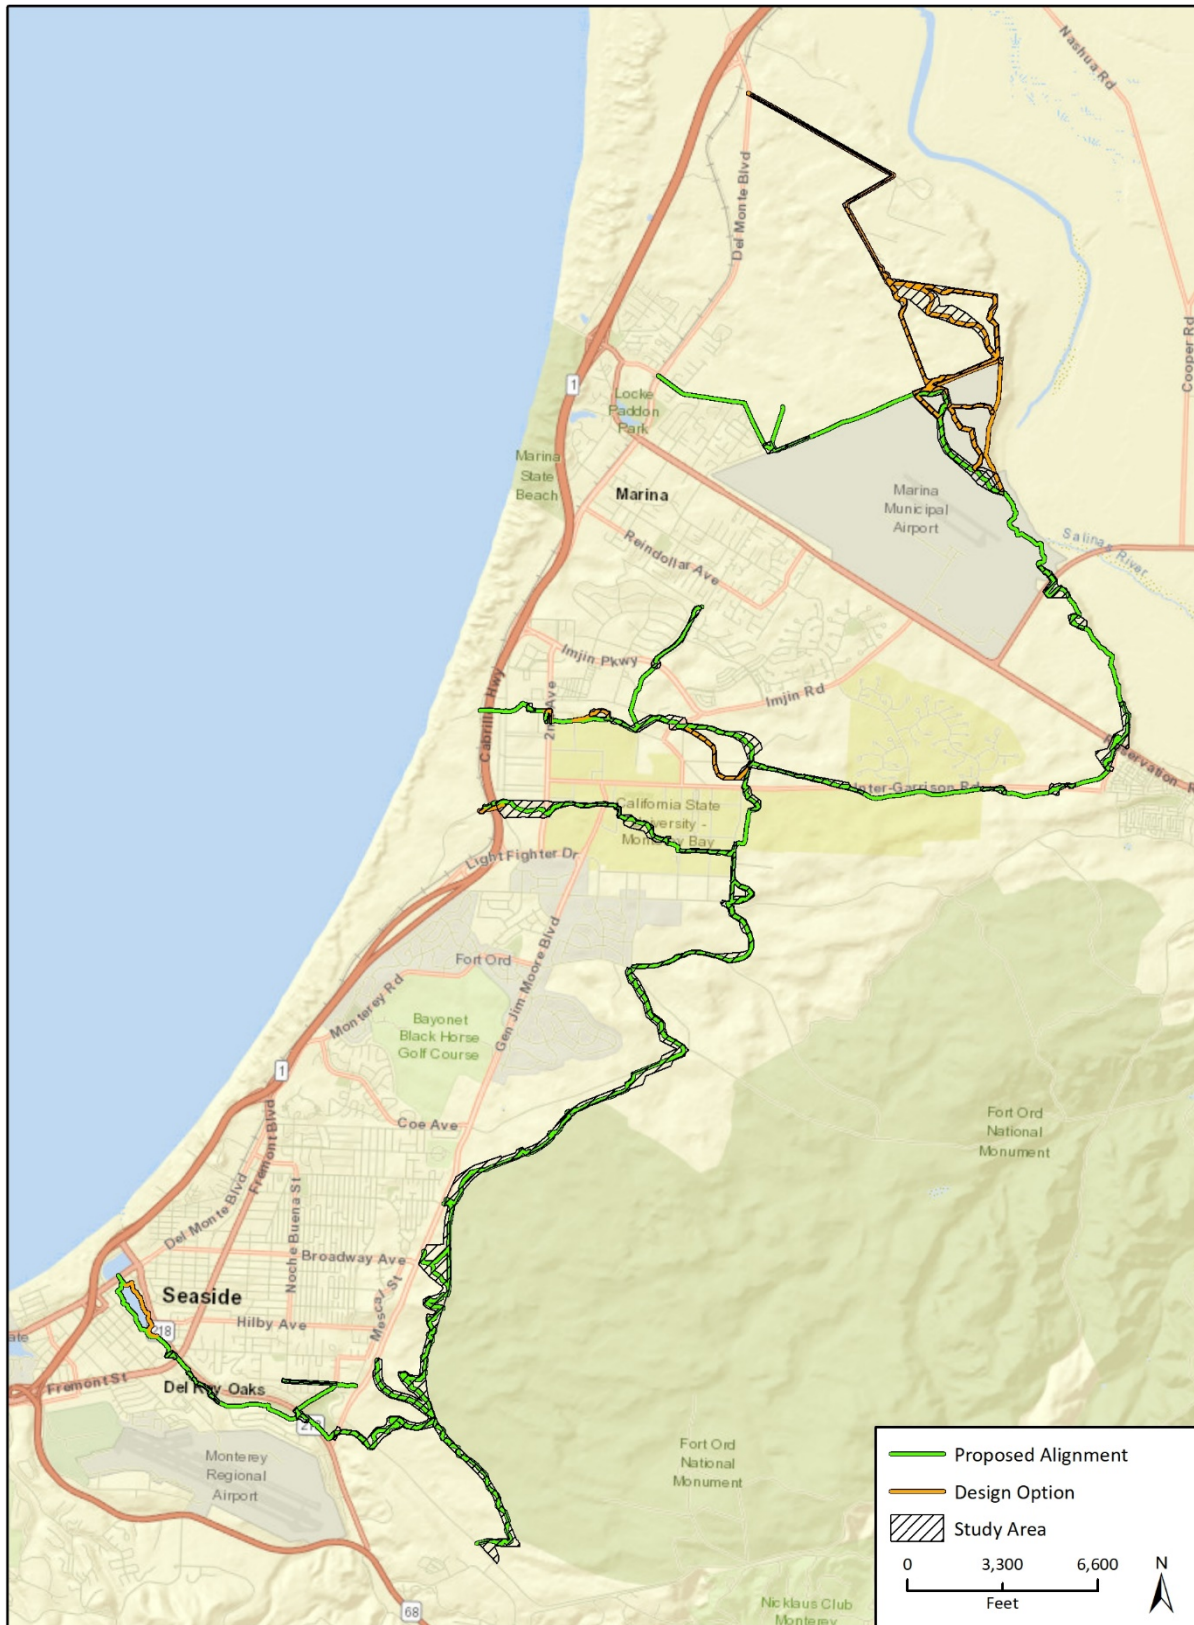 Nashua Rd
Del Monte Blvd
Cooper Rd
1
Locke
Paddon
Park
Marina
State
Beach
Marina
Marina
Municipal
Airport
Salinas
River
Reindollar Ave
Imjin Pkwy
Imjin Rd
Cabrillo Hwy
2nd Ave
Reservation R
Inter-Garrison Rd
California State
University -
Monterey Bay
Light Fighter Dr
Gen Jim Moore Blvd
Fort Ord
Monterey Rd
Bayonet
Black Horse
Golf Course
1
Coe Ave
Fort Ord
National
Monument
Fremont Blvd
Del Monte Blvd
Noche Buena St
Broadway Ave
Seaside
Mescal St
Hilby Ave
218
ate
Fremont St
Del Rey Oaks
218
Monterey
Regional
Airport
Fort Ord
National
Monument
68
Nicklaus Club
Monterey
Proposed Alignment
Design Option
Study Area
0 3,300 6,600
Feet
N